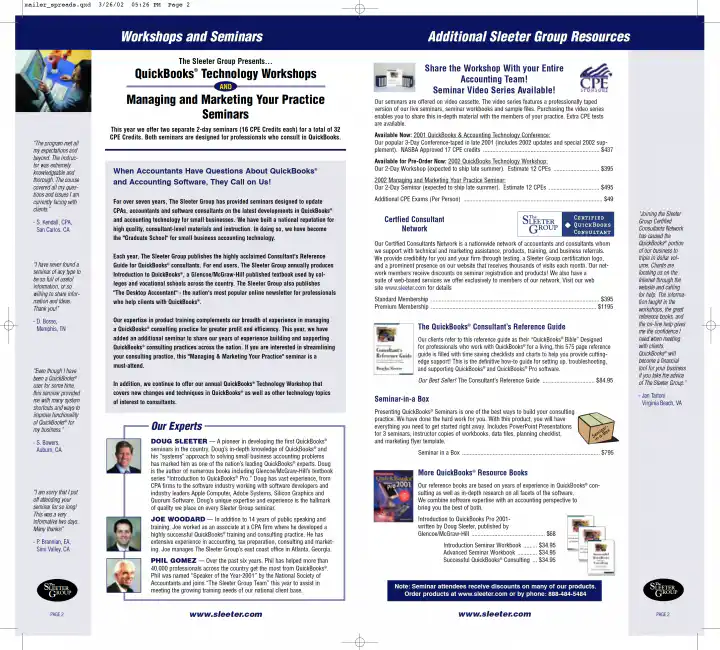 mailer_spreads.qxd 3/26/02 05:26 PM Page 2
Workshops and Seminars
"The program met all
my expectations and
beyond. The instruc-
tor was extremely
knowledgeable and
thorough. The course
covered all my ques-
tions and issues I am
currently facing with
clients."
- S. Kendall, CPA,
San Carlos, CA
"I have never found a
seminar of any type to
be so full of useful
information, or so
willing to share infor-
mation and ideas.
Thank you!"
- D. Bosse,
Memphis, TN
"Even though I have
been a QuickBooks®
user for some time,
this seminar provided
me with many system
shortcuts and ways to
improve functionality
of QuickBooks® for
my business."
- S. Bowers,
Auburn, CA
"I am sorry that I put
off attending your
seminar for so long!
This was a very
informative two days.
Many thanks!"
- P. Brannian, EA,
Simi Valley, CA
The
SLEETER
GROUP
PAGE 2
The Sleeter Group Presents…
QuickBooks® Technology Workshops
AND
Managing and Marketing Your Practice
Seminars
This year we offer two separate 2-day seminars (16 CPE Credits each) for a total of 32
CPE Credits. Both seminars are designed for professionals who consult in QuickBooks.
When Accountants Have Questions About QuickBooks®
and Accounting Software, They Call on Us!
For over seven years, The Sleeter Group has provided seminars designed to update
CPAs, accountants and software consultants on the latest developments in QuickBooks®
and accounting technology for small businesses. We have built a national reputation for
high quality, consultant-level materials and instruction. In doing so, we have become
the "Graduate School" for small business accounting technology.
Each year, The Sleeter Group publishes the highly acclaimed Consultant's Reference
Guide for QuickBooks® consultants. For end users, The Sleeter Group annually produces
Introduction to QuickBooks®, a Glencoe/McGraw-Hill published textbook used by col-
leges and vocational schools across the country. The Sleeter Group also publishes
"The Desktop Accountant"- the nation's most popular online newsletter for professionals
who help clients with QuickBooks®.
Our expertise in product training complements our breadth of experience in managing
a QuickBooks® consulting practice for greater profit and efficiency. This year, we have
added an additional seminar to share our years of experience building and supporting
QuickBooks® consulting practices across the nation. If you are interested in streamlining
your consulting practice, this "Managing & Marketing Your Practice" seminar is a
must-attend.
In addition, we continue to offer our annual QuickBooks® Technology Workshop that
covers new changes and techniques in QuickBooks® as well as other technology topics
of interest to consultants.
Our Experts
DOUG SLEETER — A pioneer in developing the first QuickBooks®
seminars in the country, Doug's in-depth knowledge of QuickBooks® and
his "systems" approach to solving small business accounting problems
has marked him as one of the nation's leading QuickBooks® experts. Doug
is the author of numerous books including Glencoe/McGraw-Hill's textbook
series "Introduction to QuickBooks® Pro." Doug has vast experience, from
CPA firms to the software industry working with software developers and
industry leaders Apple Computer, Adobe Systems, Silicon Graphics and
Quorum Software. Doug's unique expertise and experience is the hallmark
of quality we place on every Sleeter Group seminar.
JOE WOODARD — In addition to 14 years of public speaking and
training, Joe worked as an associate at a CPA firm where he developed a
highly successful QuickBooks® training and consulting practice. He has
extensive experience in accounting, tax preparation, consulting and market-
ing. Joe manages The Sleeter Group's east coast office in Atlanta, Georgia.
PHIL GOMEZ — Over the past six years, Phil has helped more than
40,000 professionals across the country get the most from QuickBooks®.
Phil was named "Speaker of the Year-2001" by the National Society of
Accountants and joins "The Sleeter Group Team" this year to assist in
meeting the growing training needs of our national client base.
www.sleeter.com
Additional Sleeter Group Resources
Share the Workshop With your Entire
Accounting Team!
Seminar Video Series Available!
CPE
Our seminars are offered on video cassette. The video series features a professionally taped
version of our live seminars, seminar workbooks and sample files. Purchasing the video series
enables you to share this in-depth material with the members of your practice. Extra CPE tests
are available.
Available Now: 2001 QuickBooks & Accounting Technology Conference:
Our popular 3-Day Conference-taped in late 2001 (includes 2002 updates and special 2002 sup-
plement). NASBA Approved 17 CPE credits ........ $437
Available for Pre-Order Now: 2002 QuickBooks Technology Workshop:
Our 2-Day Workshop (expected to ship late summer). Estimate 12 CPEs ........ $395
2002 Managing and Marketing Your Practice Seminar:
Our 2-Day Seminar (expected to ship late summer). Estimate 12 CPEs ........ $495
Additional CPE Exams (Per Person) ........ $49
Certified Consultant
Network
The
SLEETER
GROUP
CERTIFIED
QUICKBOOKS
CONSULTANT
Our Certified Consultants Network is a nationwide network of accountants and consultants whom
we support with technical and marketing assistance, products, training, and business referrals.
We provide credibility for you and your firm through testing, a Sleeter Group certification logo,
and a prominent presence on our website that receives thousands of visits each month. Our net-
work members receive discounts on seminar registration and products! We also have a
suite of web-based services we offer exclusively to members of our network. Visit our web
site www.sleeter.com for details
Standard Membership ........ $395
Premium Membership ........ $1195
Consultant's
Reference Guide
The QuickBooks® Consultant's Reference Guide
Our clients refer to this reference guide as their "QuickBooks® Bible" Designed
for professionals who work with QuickBooks® for a living, this 575 page reference
guide is filled with time saving checklists and charts to help you provide cutting-
edge support! This is the definitive how-to guide for setting up, troubleshooting,
and supporting QuickBooks® and QuickBooks® Pro software.
Our Best Seller! The Consultant's Reference Guide ........ $84.95
Seminar-in a Box
Presenting QuickBooks® Seminars is one of the best ways to build your consulting
practice. We have done the hard work for you. With this product, you will have
everything you need to get started right away. Includes PowerPoint Presentations
for 3 seminars, instructor copies of workbooks, data files, planning checklist,
and marketing flyer template.
Seminar in a Box ........ $795
More QuickBooks® Resource Books
Our reference books are based on years of experience in QuickBooks® con-
sulting as well as in-depth research on all facets of the software.
We combine software expertise with an accounting perspective to
bring you the best of both.
Introduction to QuickBooks Pro 2001-
written by Doug Sleeter, published by
Glencoe/McGraw-Hill ........ $68
Introduction Seminar Workbook ........ $34.95
Advanced Seminar Workbook ........ $34.95
Successful QuickBooks® Consulting ... $34.95
Note: Seminar attendees receive discounts on many of our products.
Order products at www.sleeter.com or by phone: 888-484-5484
www.sleeter.com
"Joining the Sleeter
Group Certified
Consultants Network
has caused the
QuickBooks® portion
of our business to
triple in dollar vol-
ume. Clients are
locating us on the
Internet through the
website and calling
for help. The informa-
tion taught in the
workshops, the great
reference books, and
the on-line help gives
me the confidence I
need when meeting
with clients.
QuickBooks® will
become a financial
tool for your business
if you take the advice
of The Sleeter Group."
- Jan Tamoni
Virginia Beach, VA
The
SLEETER
GROUP
PAGE 2